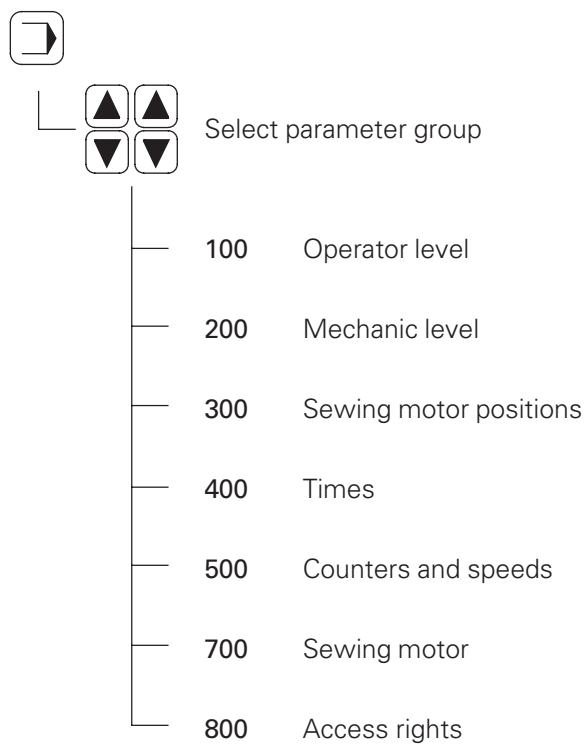 Select parameter group
100 Operator level
200 Mechanic level
300 Sewing motor positions
400 Times
500 Counters and speeds
700 Sewing motor
800 Access rights